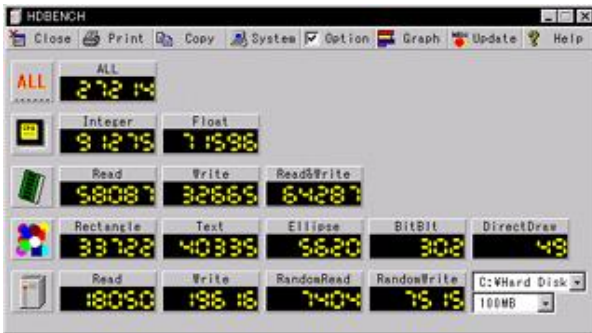 HDBENCH
Close Print Copy System Option Graph Update Help
ALL
ALL 27214
Integer Float
91275 71596
Read Write Read&Write
58087 32665 64287
Rectangle Text Ellipse BitBlt DirectDraw
33722 40335 5620 302 49
Read Write RandomRead RandomWrite C:¥Hard Disk
18050 19616 7404 7515 100MB